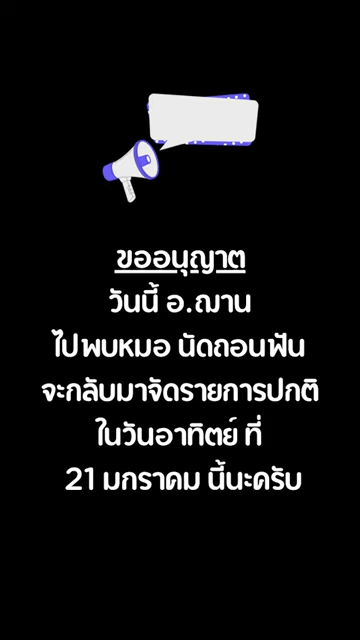 ขออนุญาต
วันนี้ อ.ฌาน
ไปพบหมอ นัดถอนฟัน
จะกลับมาจัดรายการปกติ
ในวันอาทิตย์ ที่
21 มกราคม นี้นะครับ